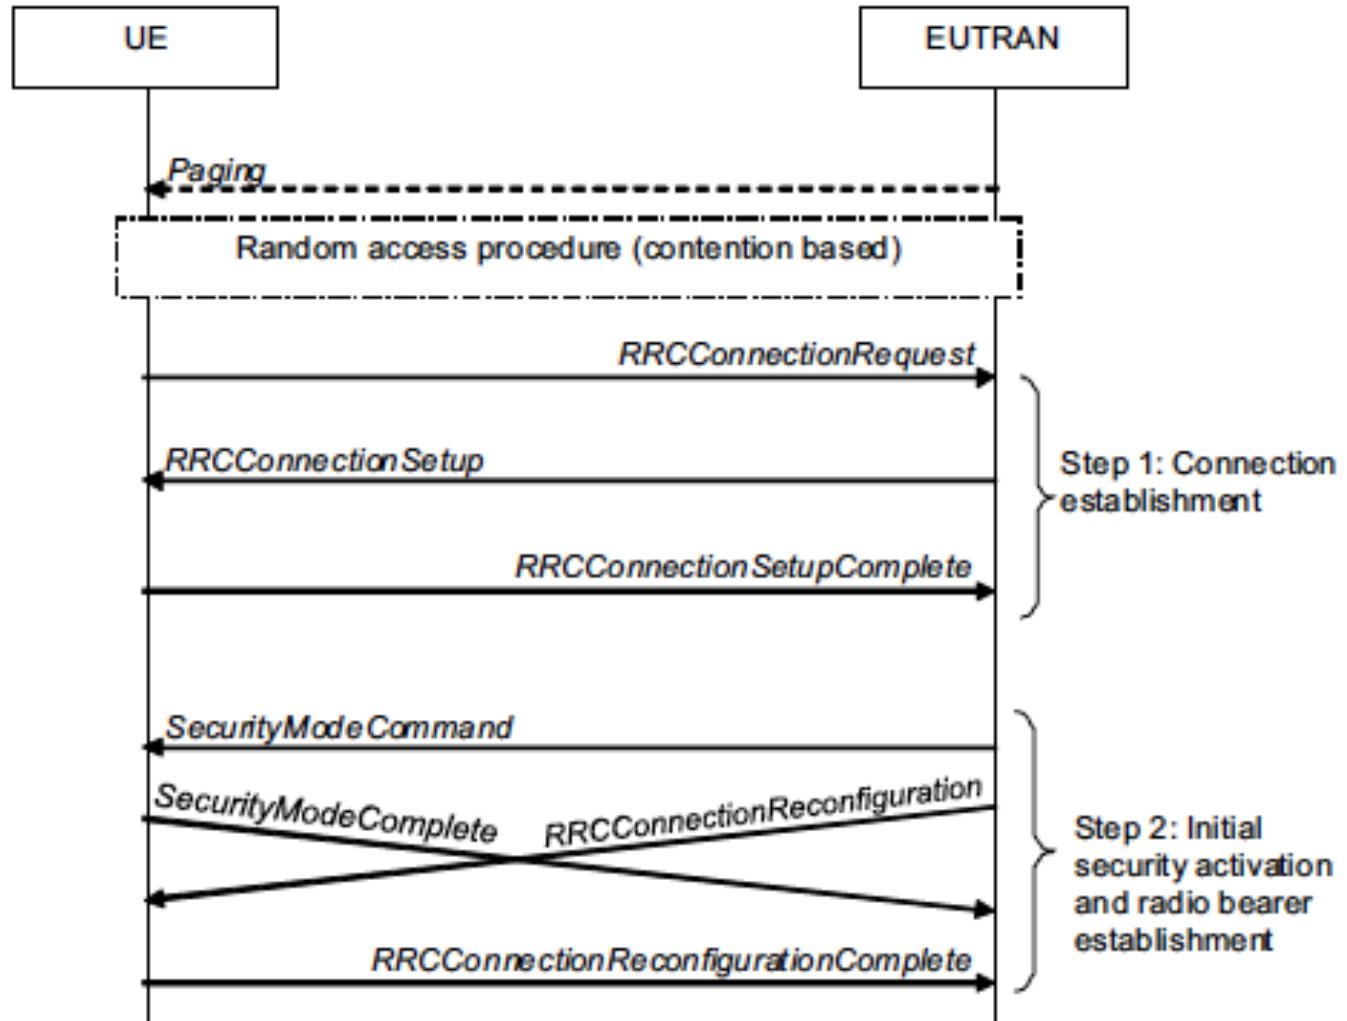 UE
EUTRAN
Paging
Random access procedure (contention based)
RRCConnectionRequest
RRCConnectionSetup
Step 1: Connection
establishment
RRCConnectionSetupComplete
SecurityModeCommand
SecurityModeComplete
RRCConnectionReconfiguration
Step 2: Initial
security activation
and radio bearer
establishment
RRCConnectionReconfigurationComplete